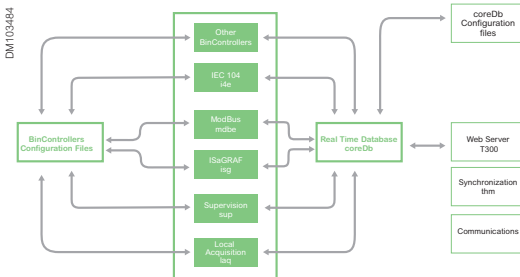 DM103484
Other
BinControllers
IEC 104
i4e
ModBus
mdbe
ISaGRAF
isg
Supervision
sup
Local
Acquisition
laq
BinControllers
Configuration Files
Real Time Database
coreDb
coreDb
Configuration
files
Web Server
T300
Synchronization
thm
Communications